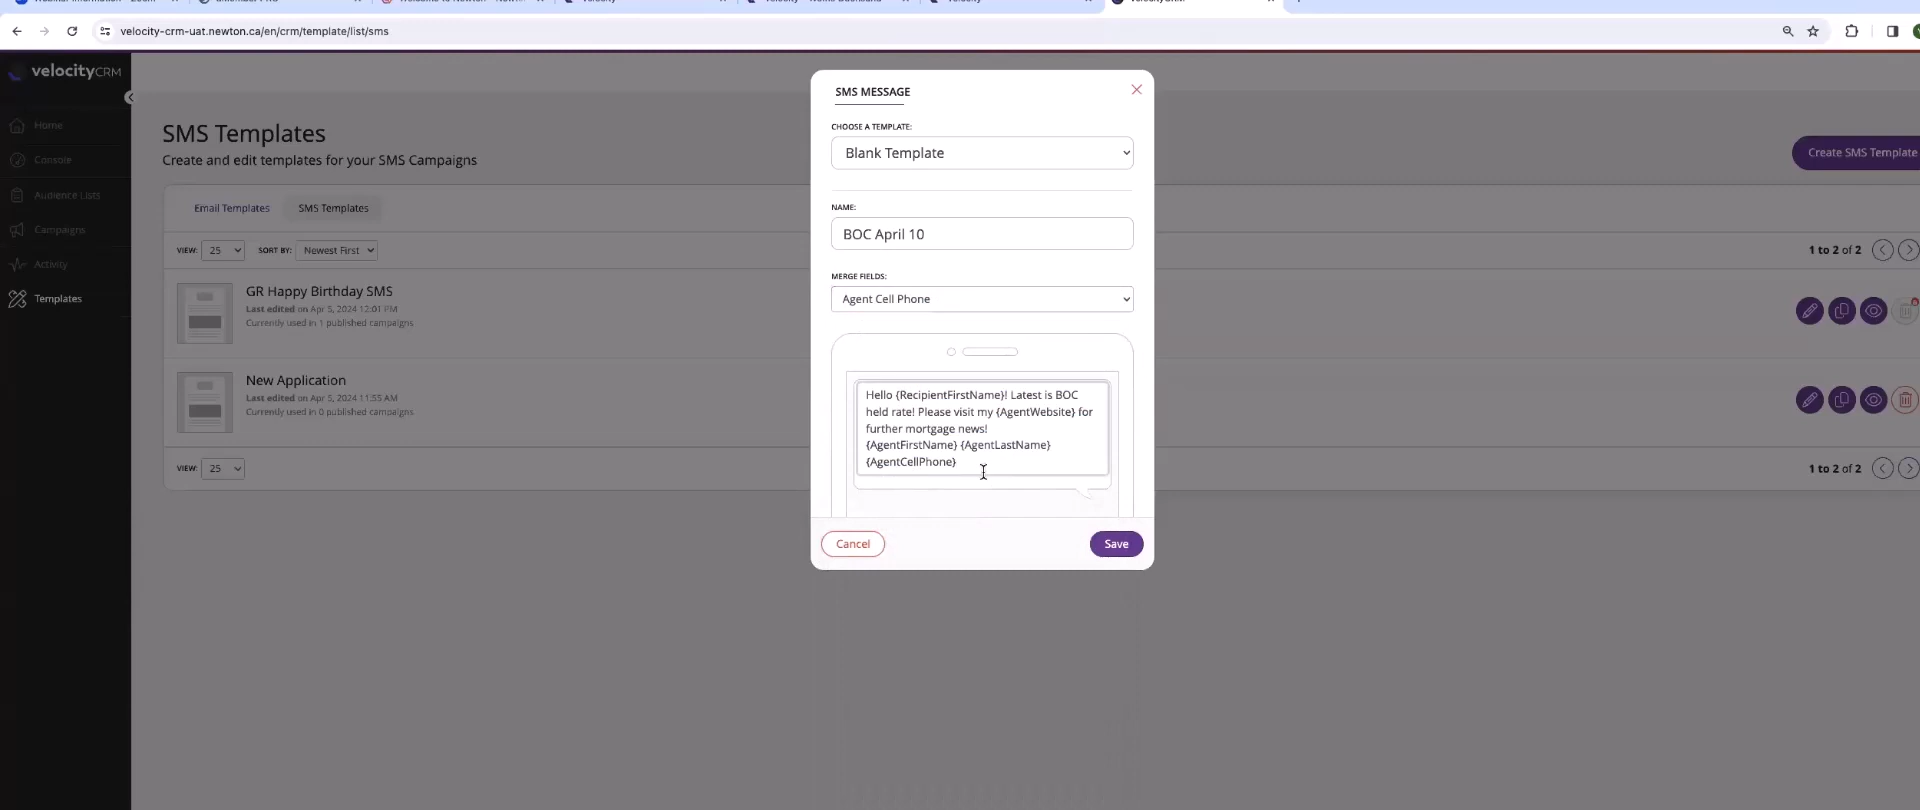 velocity-crm-uat.newton.ca/en/crm/template/list/sms
velocityCRM
Home
Console
Audience Lists
Campaigns
Activity
Templates
SMS Templates
Create and edit templates for your SMS Campaigns
Create SMS Template
Email Templates
SMS Templates
VIEW: 25 SORT BY: Newest First
1 to 2 of 2
GR Happy Birthday SMS
Last edited on Apr 5, 2024 12:01 PM
Currently used in 1 published campaigns
New Application
Last edited on Apr 5, 2024 11:55 AM
Currently used in 0 published campaigns
VIEW: 25
1 to 2 of 2
SMS MESSAGE
CHOOSE A TEMPLATE:
Blank Template
NAME:
BOC April 10
MERGE FIELDS:
Agent Cell Phone
Hello {RecipientFirstName}! Latest is BOC
held rate! Please visit my {AgentWebsite} for
further mortgage news!
{AgentFirstName} {AgentLastName}
{AgentCellPhone}
Cancel
Save